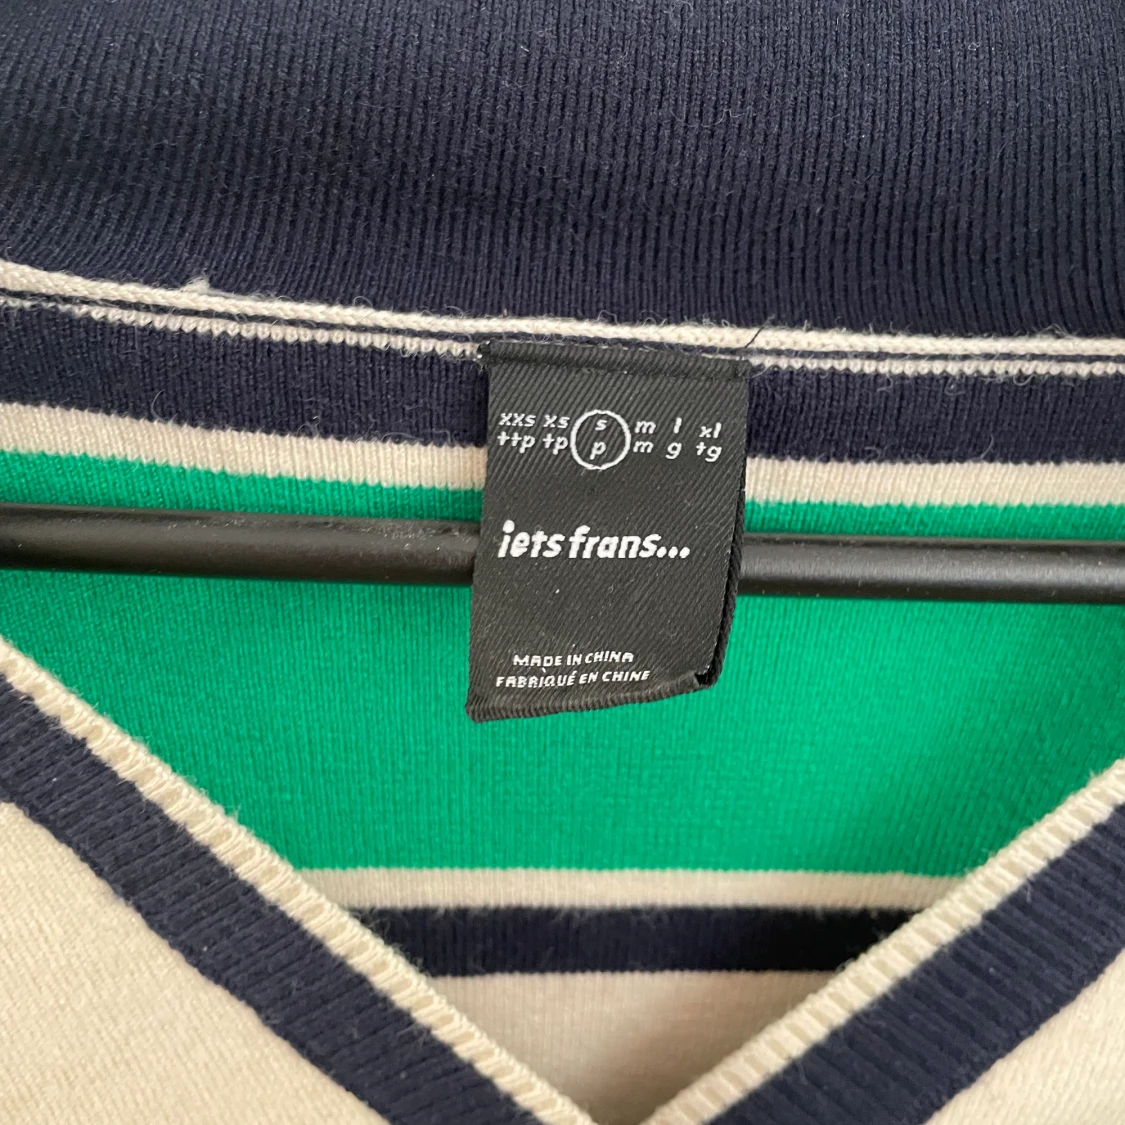 xxs xs s m l xl
ttp tp p m g tg
iets frans...
MADE IN CHINA
FABRIQUÉ EN CHINE